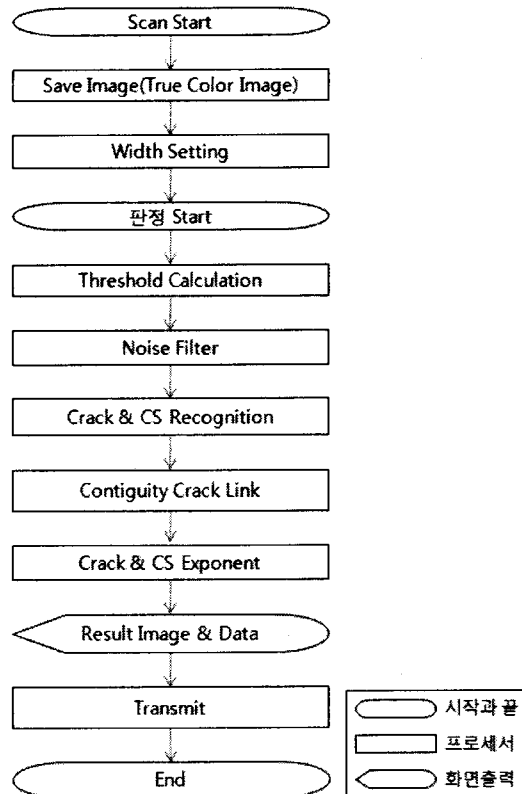 Scan Start
Save Image(True Color Image)
Width Setting
판정 Start
Threshold Calculation
Noise Filter
Crack & CS Recognition
Contiguity Crack Link
Crack & CS Exponent
Result Image & Data
Transmit
End
시작과 끝
프로세서
화면출력